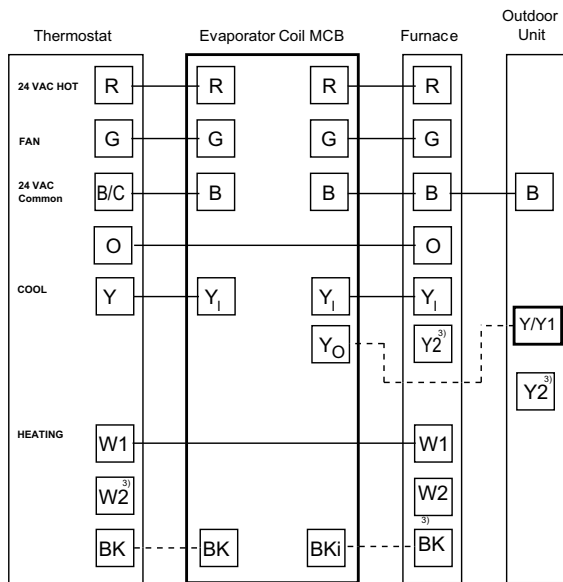 Outdoor
Unit
Thermostat Evaporator Coil MCB Furnace
24 VAC HOT R R R R
FAN G G G G
24 VAC
Common B/C B B B B
O O
COOL Y YI YI YI
Y/Y1
YO Y2 3)
Y2 3)
HEATING W1 W1
W2 3) W2
3)
BK BK BKi BK